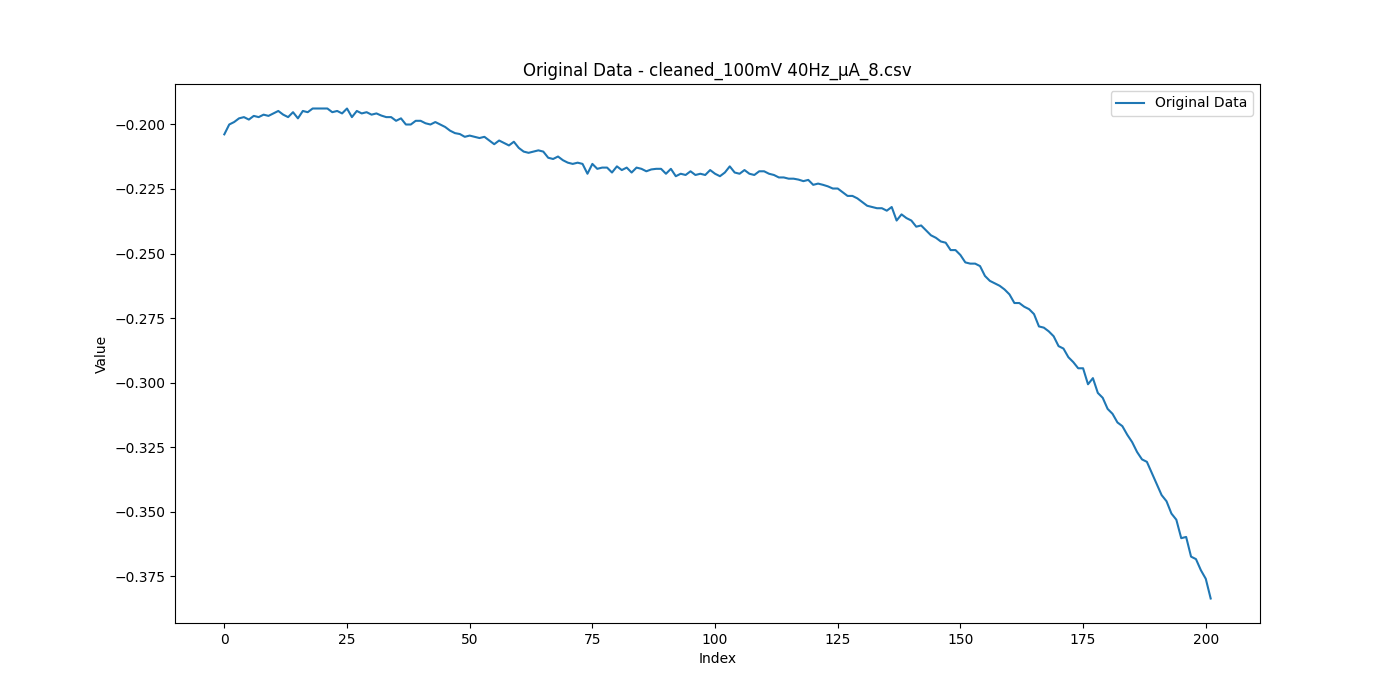 Original Data - cleaned_100mV 40Hz_µA_8.csv
Original Data
−0.200
−0.225
−0.250
−0.275
−0.300
−0.325
−0.350
−0.375
Value
0 25 50 75 100 125 150 175 200
Index